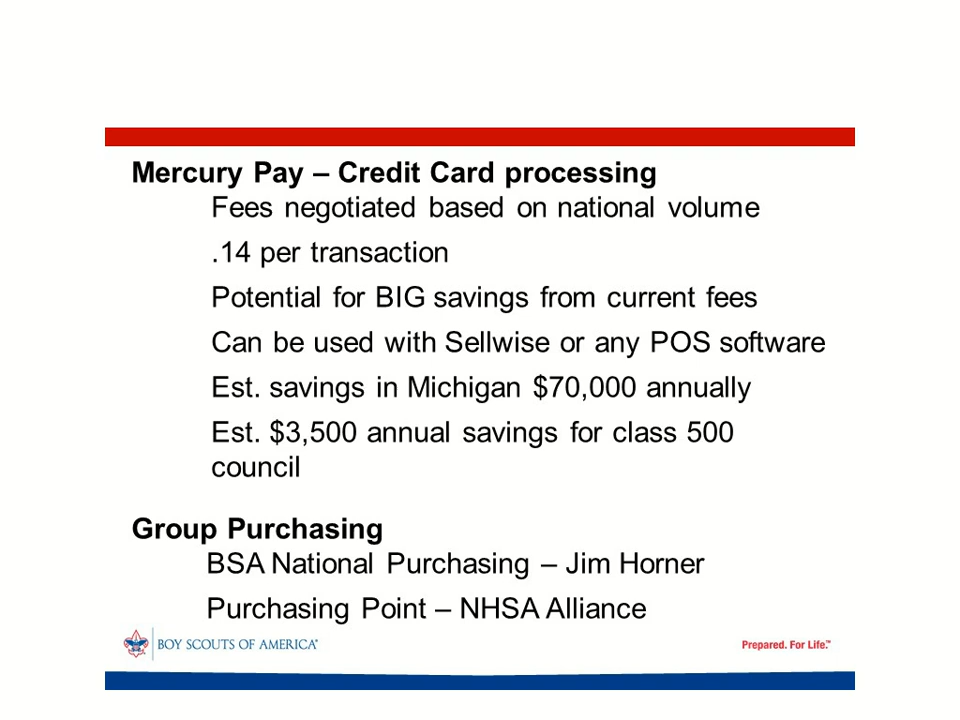 Mercury Pay – Credit Card processing
Fees negotiated based on national volume
.14 per transaction
Potential for BIG savings from current fees
Can be used with Sellwise or any POS software
Est. savings in Michigan $70,000 annually
Est. $3,500 annual savings for class 500
council
Group Purchasing
BSA National Purchasing – Jim Horner
Purchasing Point – NHSA Alliance
BOY SCOUTS OF AMERICA® Prepared. For Life.™